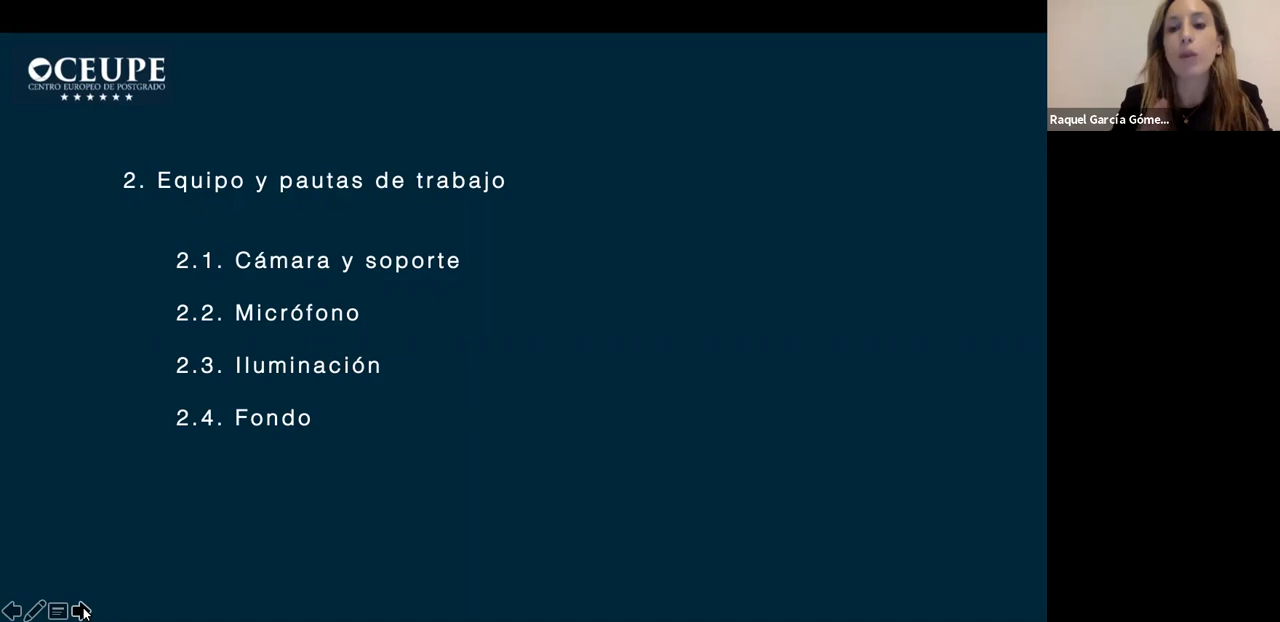 CEUPE
CENTRO EUROPEO DE POSTGRADO
2. Equipo y pautas de trabajo
2.1. Cámara y soporte
2.2. Micrófono
2.3. Iluminación
2.4. Fondo
Raquel García Góme...